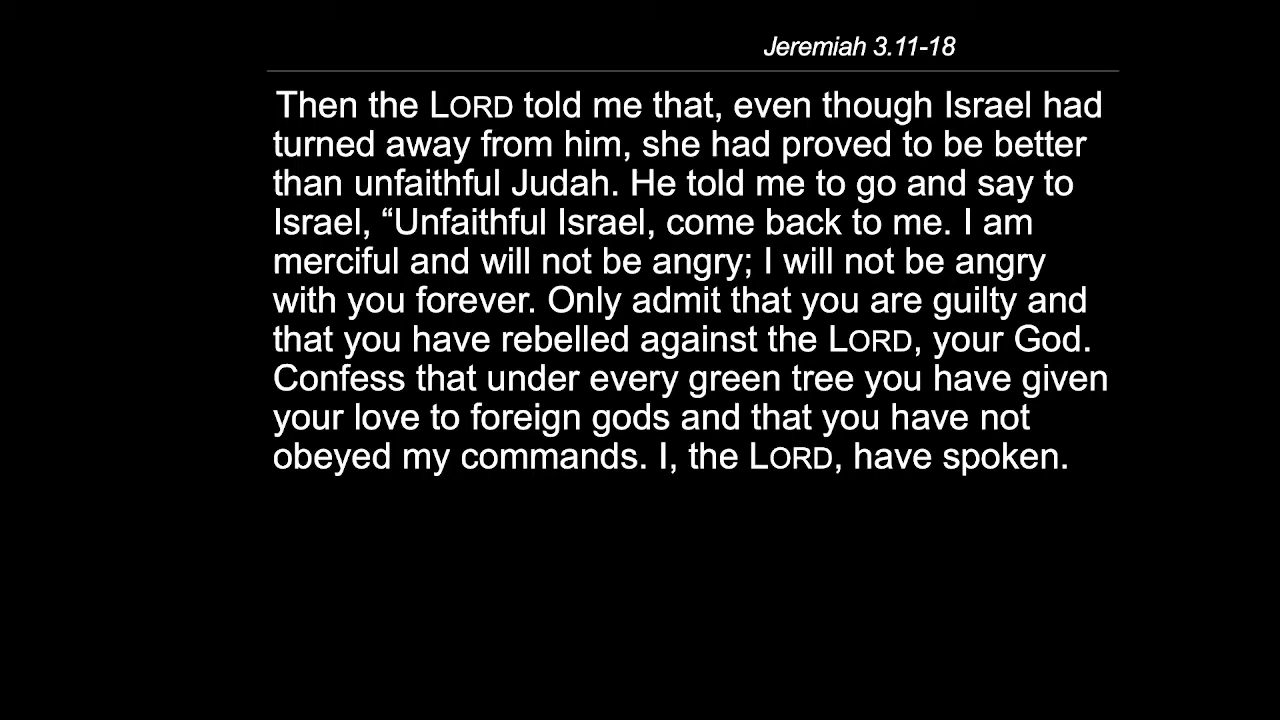 Jeremiah 3.11-18
Then the LORD told me that, even though Israel had
turned away from him, she had proved to be better
than unfaithful Judah. He told me to go and say to
Israel, “Unfaithful Israel, come back to me. I am
merciful and will not be angry; I will not be angry
with you forever. Only admit that you are guilty and
that you have rebelled against the LORD, your God.
Confess that under every green tree you have given
your love to foreign gods and that you have not
obeyed my commands. I, the LORD, have spoken.